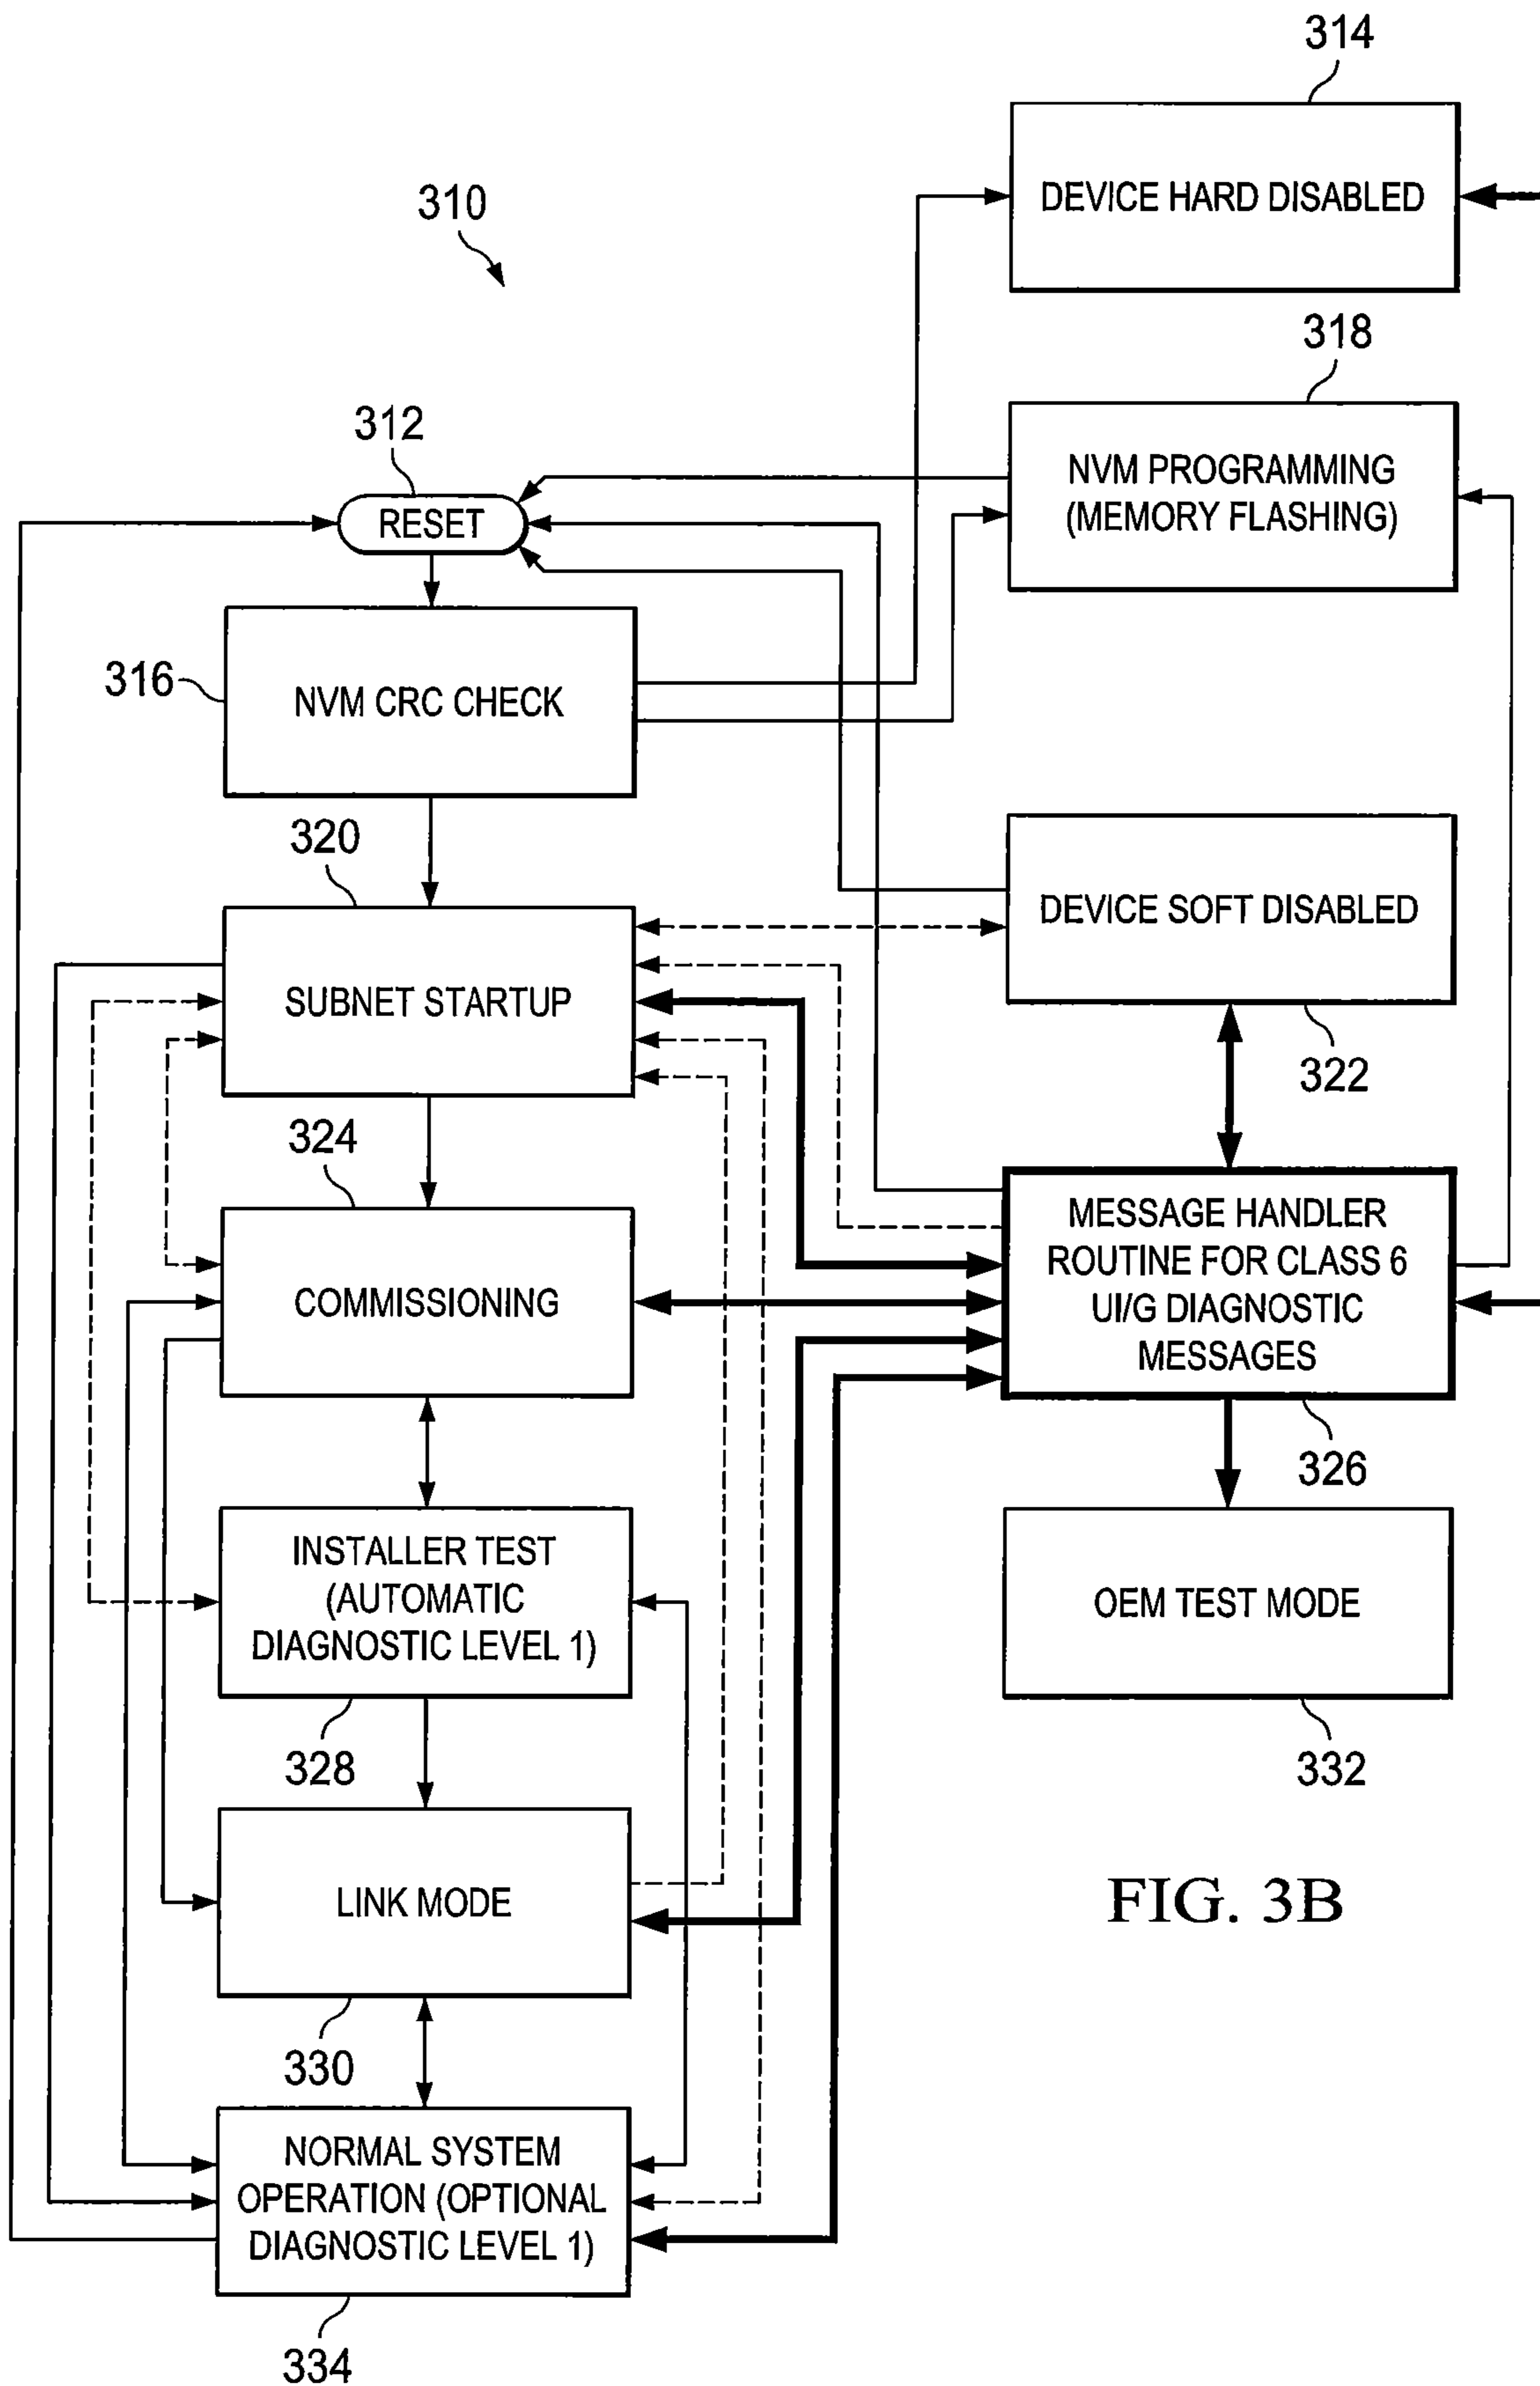 314
DEVICE HARD DISABLED
310
318
NVM PROGRAMMING
(MEMORY FLASHING)
312
RESET
316
NVM CRC CHECK
320
SUBNET STARTUP
DEVICE SOFT DISABLED
322
324
COMMISSIONING
MESSAGE HANDLER
ROUTINE FOR CLASS 6
UI/G DIAGNOSTIC
MESSAGES
326
INSTALLER TEST
(AUTOMATIC
DIAGNOSTIC LEVEL 1)
328
OEM TEST MODE
332
LINK MODE
330
FIG. 3B
NORMAL SYSTEM
OPERATION (OPTIONAL
DIAGNOSTIC LEVEL 1)
334